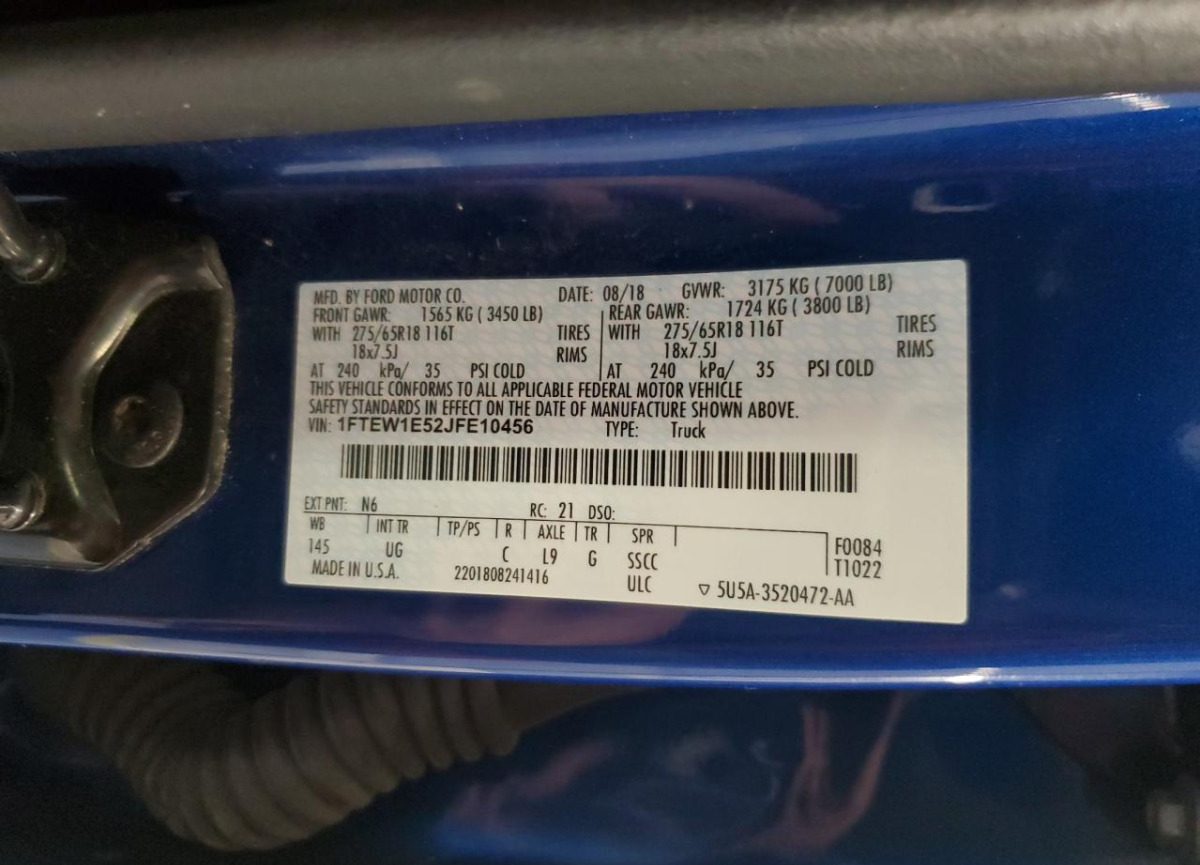 MFD. BY FORD MOTOR CO. DATE: 08/18 GVWR: 3175 KG ( 7000 LB)
FRONT GAWR: 1565 KG ( 3450 LB) REAR GAWR: 1724 KG ( 3800 LB)
WITH 275/65R18 116T TIRES WITH 275/65R18 116T TIRES
18x7.5J RIMS 18x7.5J RIMS
AT 240 kPa/ 35 PSI COLD AT 240 kPa/ 35 PSI COLD
THIS VEHICLE CONFORMS TO ALL APPLICABLE FEDERAL MOTOR VEHICLE
SAFETY STANDARDS IN EFFECT ON THE DATE OF MANUFACTURE SHOWN ABOVE.
VIN: 1FTEW1E52JFE10456 TYPE: Truck
EXT PNT: N6 RC: 21 DSO:
WB INT TR TP/PS R AXLE TR SPR
145 UG C L9 G SSCC F0084
ULC T1022
MADE IN U.S.A. 2201808241416 ▽ 5U5A-3520472-AA